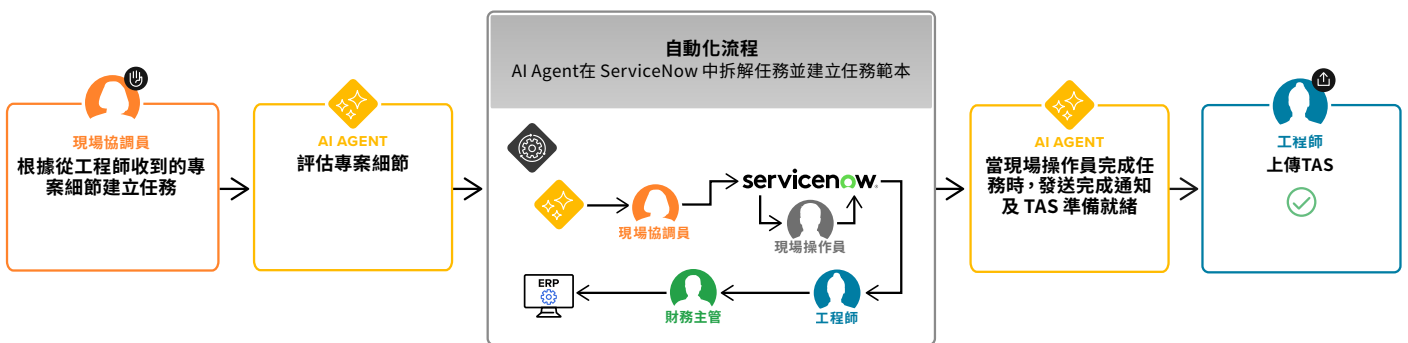 現場協調員
根據從工程師收到的專
案細節建立任務
AI AGENT
評估專案細節
自動化流程
AI Agent在 ServiceNow 中拆解任務並建立任務範本
現場協調員
servicenow
現場操作員
ERP
財務主管
工程師
AI AGENT
當現場操作員完成任
務時，發送完成通知
及 TAS 準備就緒
工程師
上傳TAS